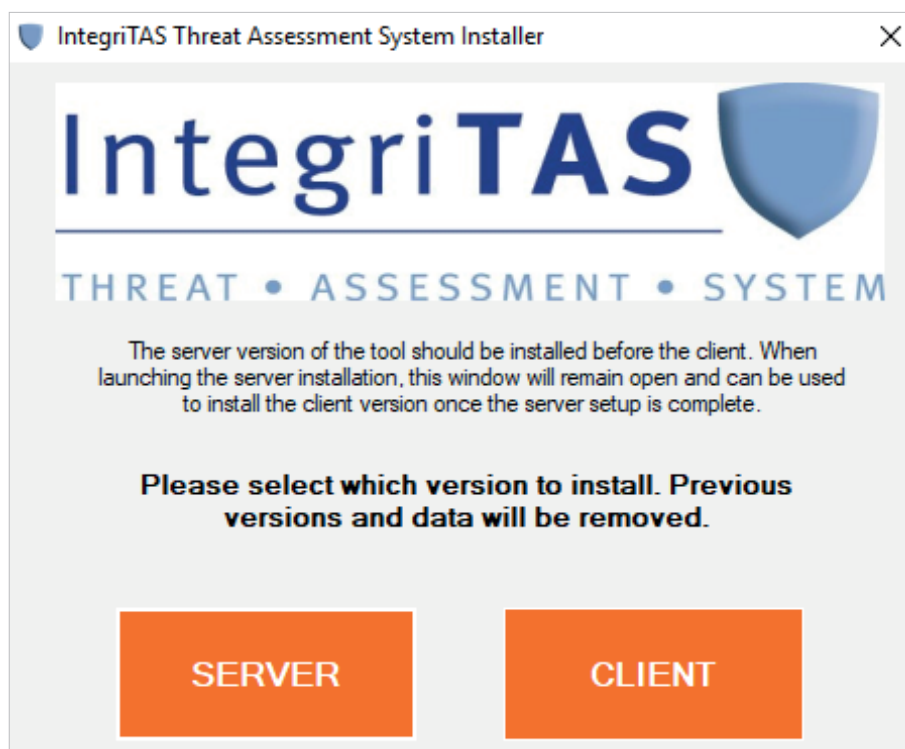 IntegriTAS Threat Assessment System Installer
IntegriTAS
THREAT • ASSESSMENT • SYSTEM
The server version of the tool should be installed before the client. When
launching the server installation, this window will remain open and can be used
to install the client version once the server setup is complete.
Please select which version to install. Previous
versions and data will be removed.
SERVER
CLIENT